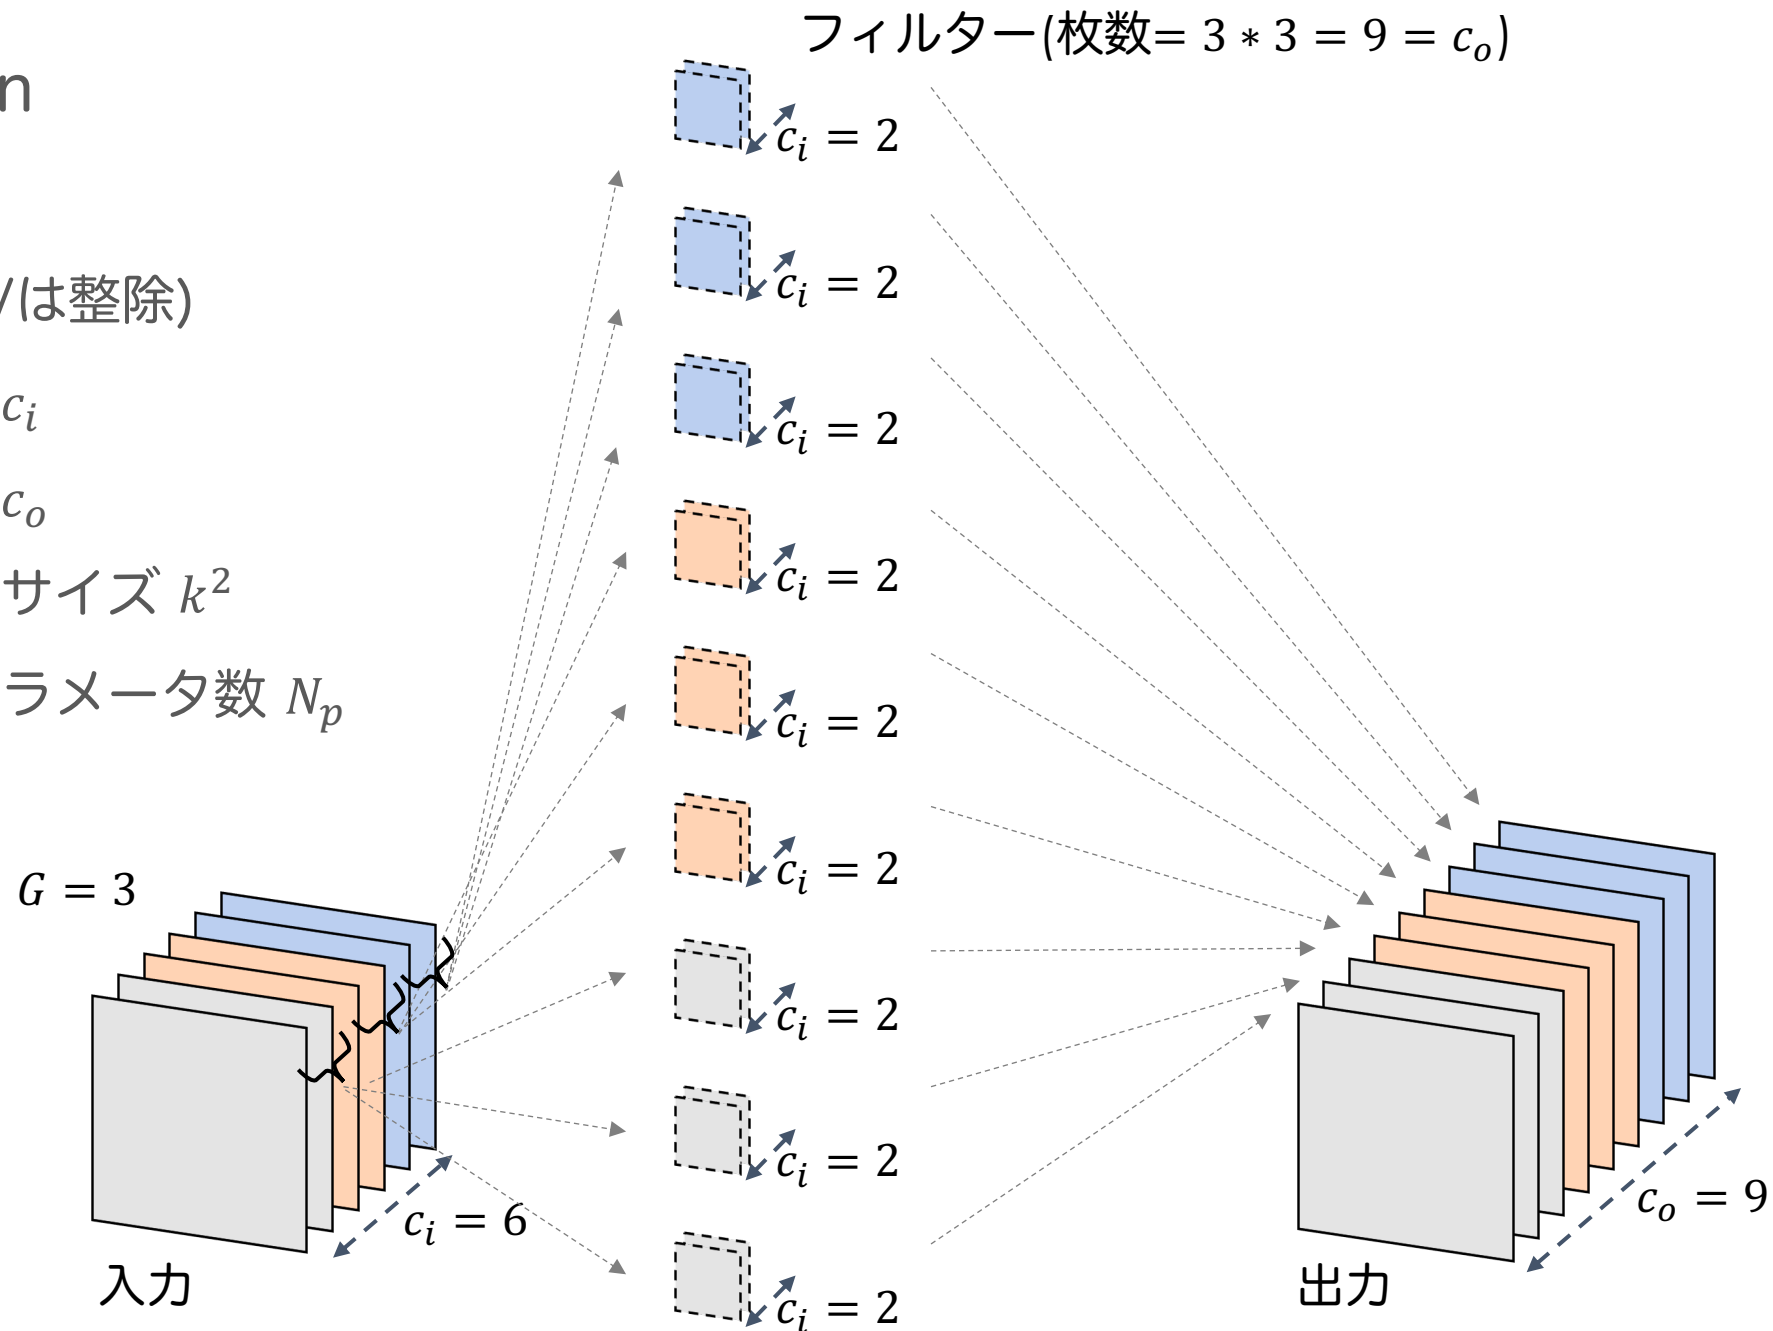 フィルター(枚数= 3 ∗ 3 = 9 = c_o)
n
/は整除)
c_i
c_o
サイズ k^2
ラメータ数 N_p
c_i = 2
c_i = 2
c_i = 2
c_i = 2
c_i = 2
c_i = 2
c_i = 2
c_i = 2
c_i = 2
G = 3
c_i = 6
入力
c_o = 9
出力